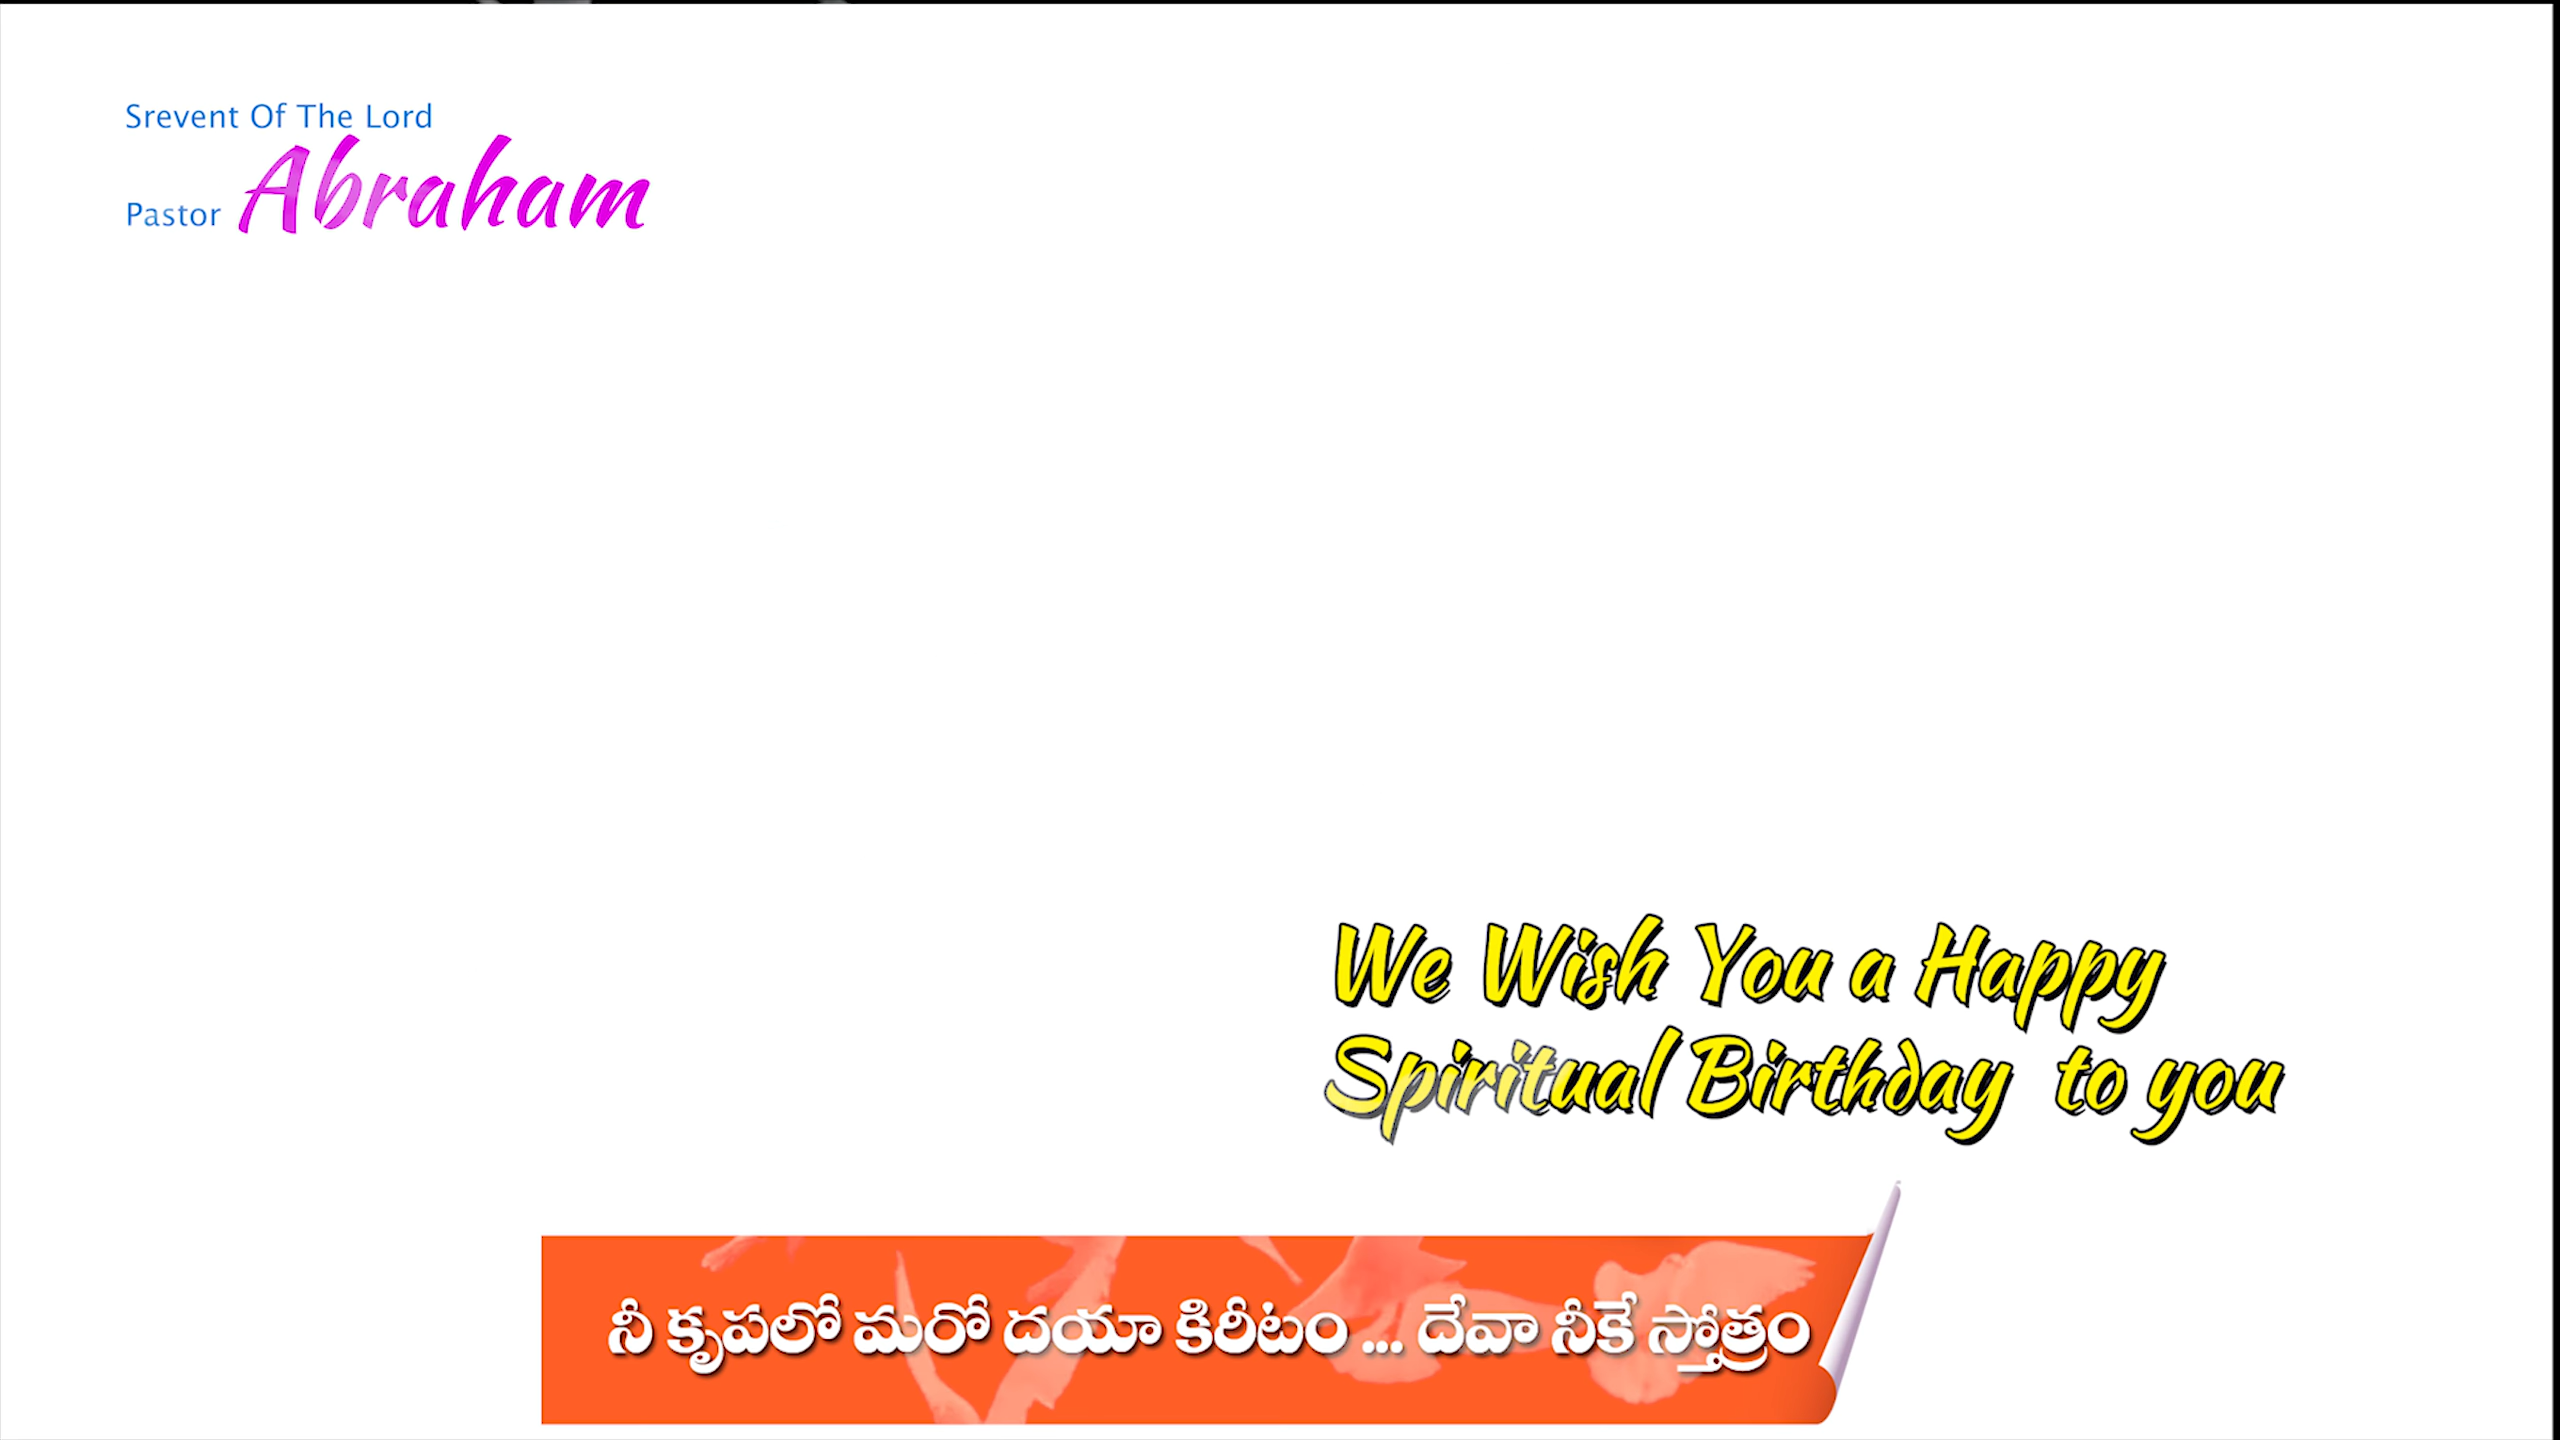 Srevent Of The Lord
Pastor Abraham
We Wish You a Happy
Spiritual Birthday to you
నీ కృపలో మరో దయా కిరీటం ... దేవా నీకే స్తోత్రం